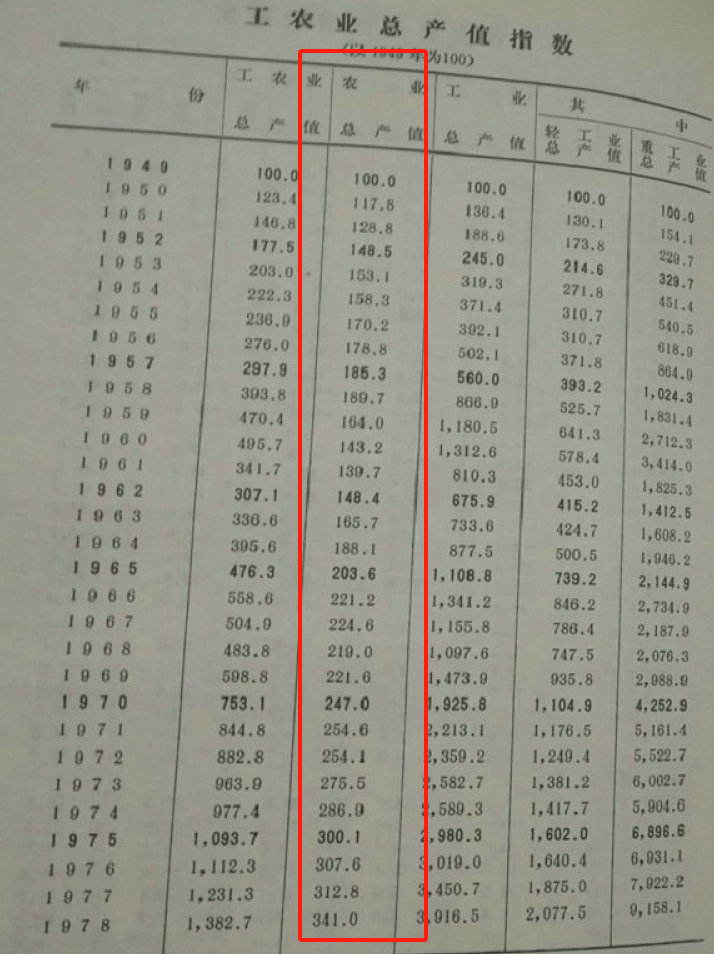 工农业总产值指数
(以1949年为100)
年份 工农业总产值 农业总产值 工业总产值 其中
轻工业总产值 重工业总产值
1949 100.0 100.0 100.0 100.0 100.0
1950 123.4 117.8 136.4 130.1 154.1
1951 146.8 128.8 188.6 173.8 229.7
1952 177.5 148.5 245.0 214.6 329.7
1953 203.0 153.1 319.3 271.8 451.4
1954 222.3 158.3 371.4 310.7 540.5
1955 236.9 170.2 392.1 310.7 618.9
1956 276.0 178.8 502.1 371.8 864.9
1957 297.9 185.3 560.0 393.2 1,024.3
1958 393.8 189.7 866.9 525.7 1,831.4
1959 470.4 164.0 1,180.5 641.3 2,712.3
1960 495.7 143.2 1,312.6 578.4 3,414.0
1961 341.7 139.7 810.3 453.0 1,825.3
1962 307.1 148.4 675.9 415.2 1,412.5
1963 336.6 165.7 733.6 424.7 1,608.2
1964 395.6 188.1 877.5 500.5 1,946.2
1965 476.3 203.6 1,108.8 739.2 2,144.9
1966 558.6 221.2 1,341.2 846.2 2,734.9
1967 504.9 224.6 1,155.8 786.4 2,187.9
1968 483.8 219.0 1,097.6 747.5 2,076.3
1969 598.8 221.6 1,473.9 935.8 2,988.9
1970 753.1 247.0 1,925.8 1,104.9 4,252.9
1971 844.8 254.6 2,213.1 1,176.5 5,161.4
1972 882.8 254.1 2,359.2 1,249.4 5,522.7
1973 963.9 275.5 2,582.7 1,381.2 6,002.7
1974 977.4 286.9 2,589.3 1,417.7 5,904.6
1975 1,093.7 300.1 2,980.3 1,602.0 6,896.6
1976 1,112.3 307.6 3,019.0 1,640.4 6,931.1
1977 1,231.3 312.8 3,450.7 1,875.0 7,922.2
1978 1,382.7 341.0 3,916.5 2,077.5 9,158.1